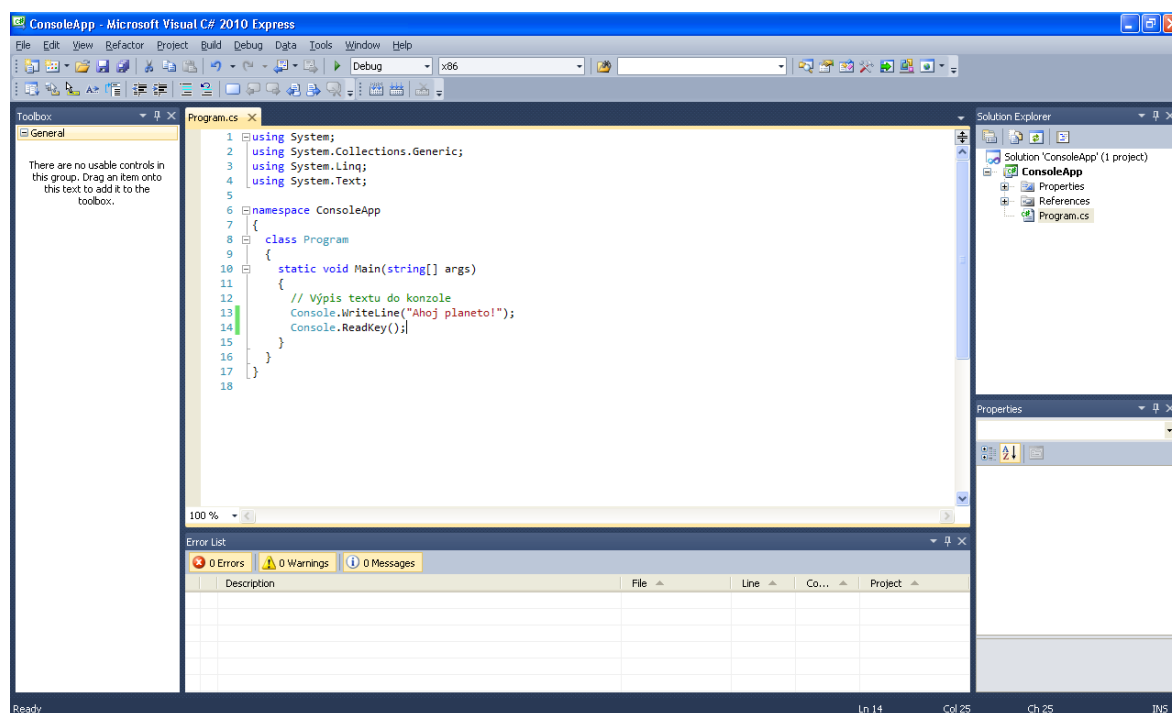 ConsoleApp - Microsoft Visual C# 2010 Express
File Edit View Refactor Project Build Debug Data Tools Window Help
Debug x86
Toolbox
General
There are no usable controls in
this group. Drag an item onto
this text to add it to the
toolbox.
Program.cs
1 using System;
2 using System.Collections.Generic;
3 using System.Linq;
4 using System.Text;
5
6 namespace ConsoleApp
7 {
8 class Program
9 {
10 static void Main(string[] args)
11 {
12 // Výpis textu do konzole
13 Console.WriteLine("Ahoj planeto!");
14 Console.ReadKey();
15 }
16 }
17 }
18
100 %
Solution Explorer
Solution 'ConsoleApp' (1 project)
ConsoleApp
Properties
References
Program.cs
Properties
Error List
0 Errors 0 Warnings 0 Messages
Description File Line Co... Project
Ready Ln 14 Col 25 Ch 25 INS